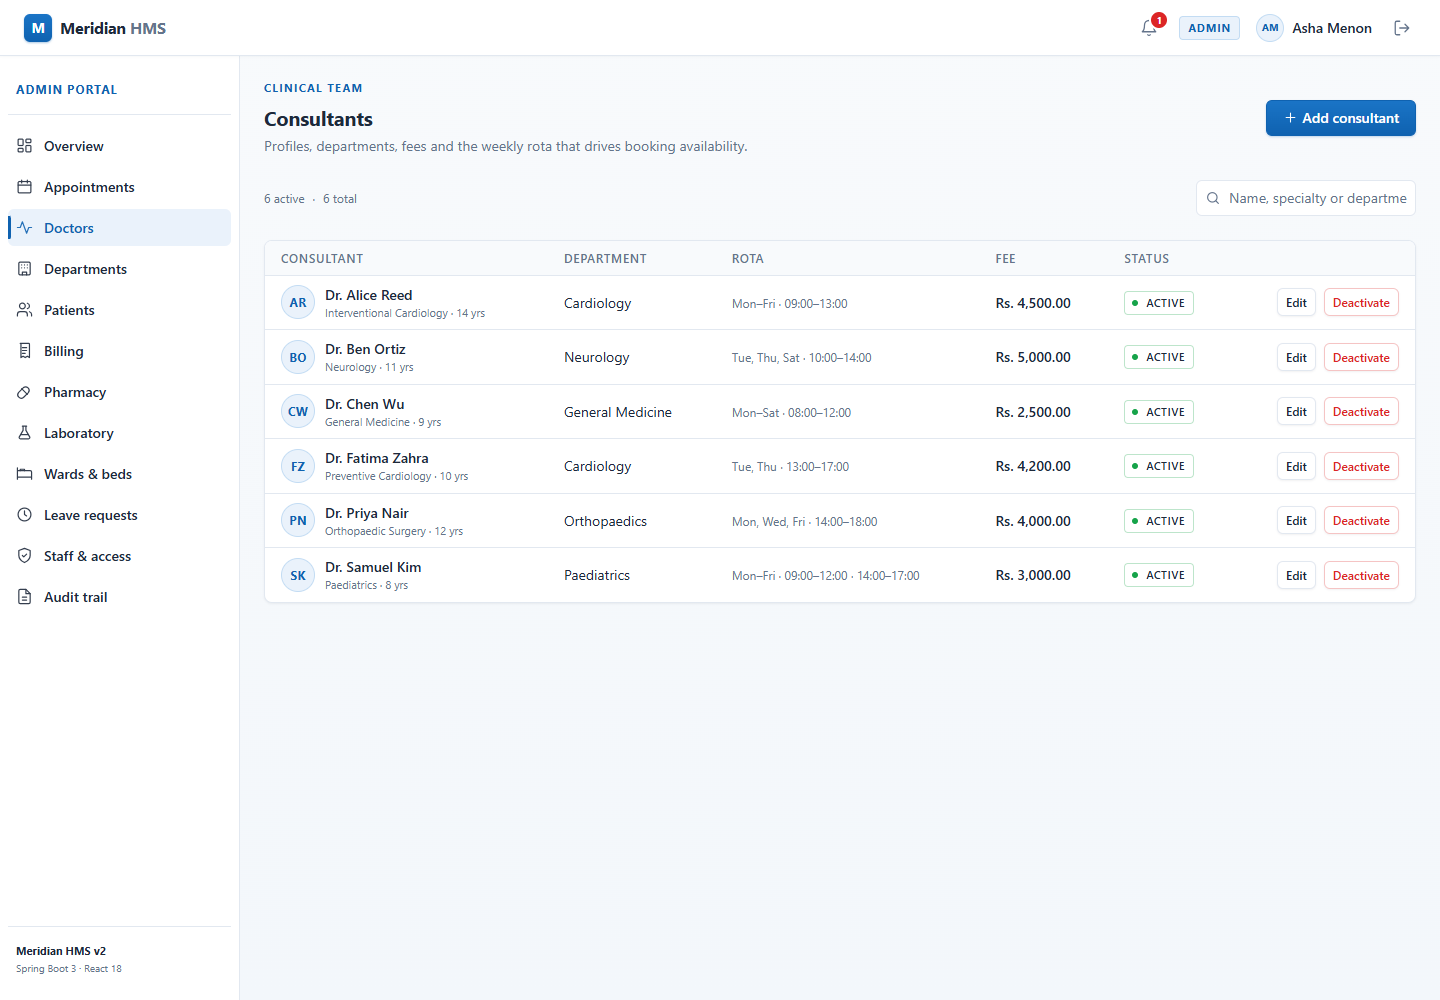 M Meridian HMS
1
ADMIN
AM Asha Menon
ADMIN PORTAL
Overview
Appointments
Doctors
Departments
Patients
Billing
Pharmacy
Laboratory
Wards & beds
Leave requests
Staff & access
Audit trail
Meridian HMS v2
Spring Boot 3 · React 18
CLINICAL TEAM
Consultants
Profiles, departments, fees and the weekly rota that drives booking availability.
+ Add consultant
6 active · 6 total
Name, specialty or departme
CONSULTANT DEPARTMENT ROTA FEE STATUS
AR Dr. Alice Reed Cardiology Mon–Fri · 09:00–13:00 Rs. 4,500.00 ACTIVE Edit Deactivate
Interventional Cardiology · 14 yrs
BO Dr. Ben Ortiz Neurology Tue, Thu, Sat · 10:00–14:00 Rs. 5,000.00 ACTIVE Edit Deactivate
Neurology · 11 yrs
CW Dr. Chen Wu General Medicine Mon–Sat · 08:00–12:00 Rs. 2,500.00 ACTIVE Edit Deactivate
General Medicine · 9 yrs
FZ Dr. Fatima Zahra Cardiology Tue, Thu · 13:00–17:00 Rs. 4,200.00 ACTIVE Edit Deactivate
Preventive Cardiology · 10 yrs
PN Dr. Priya Nair Orthopaedics Mon, Wed, Fri · 14:00–18:00 Rs. 4,000.00 ACTIVE Edit Deactivate
Orthopaedic Surgery · 12 yrs
SK Dr. Samuel Kim Paediatrics Mon–Fri · 09:00–12:00 · 14:00–17:00 Rs. 3,000.00 ACTIVE Edit Deactivate
Paediatrics · 8 yrs